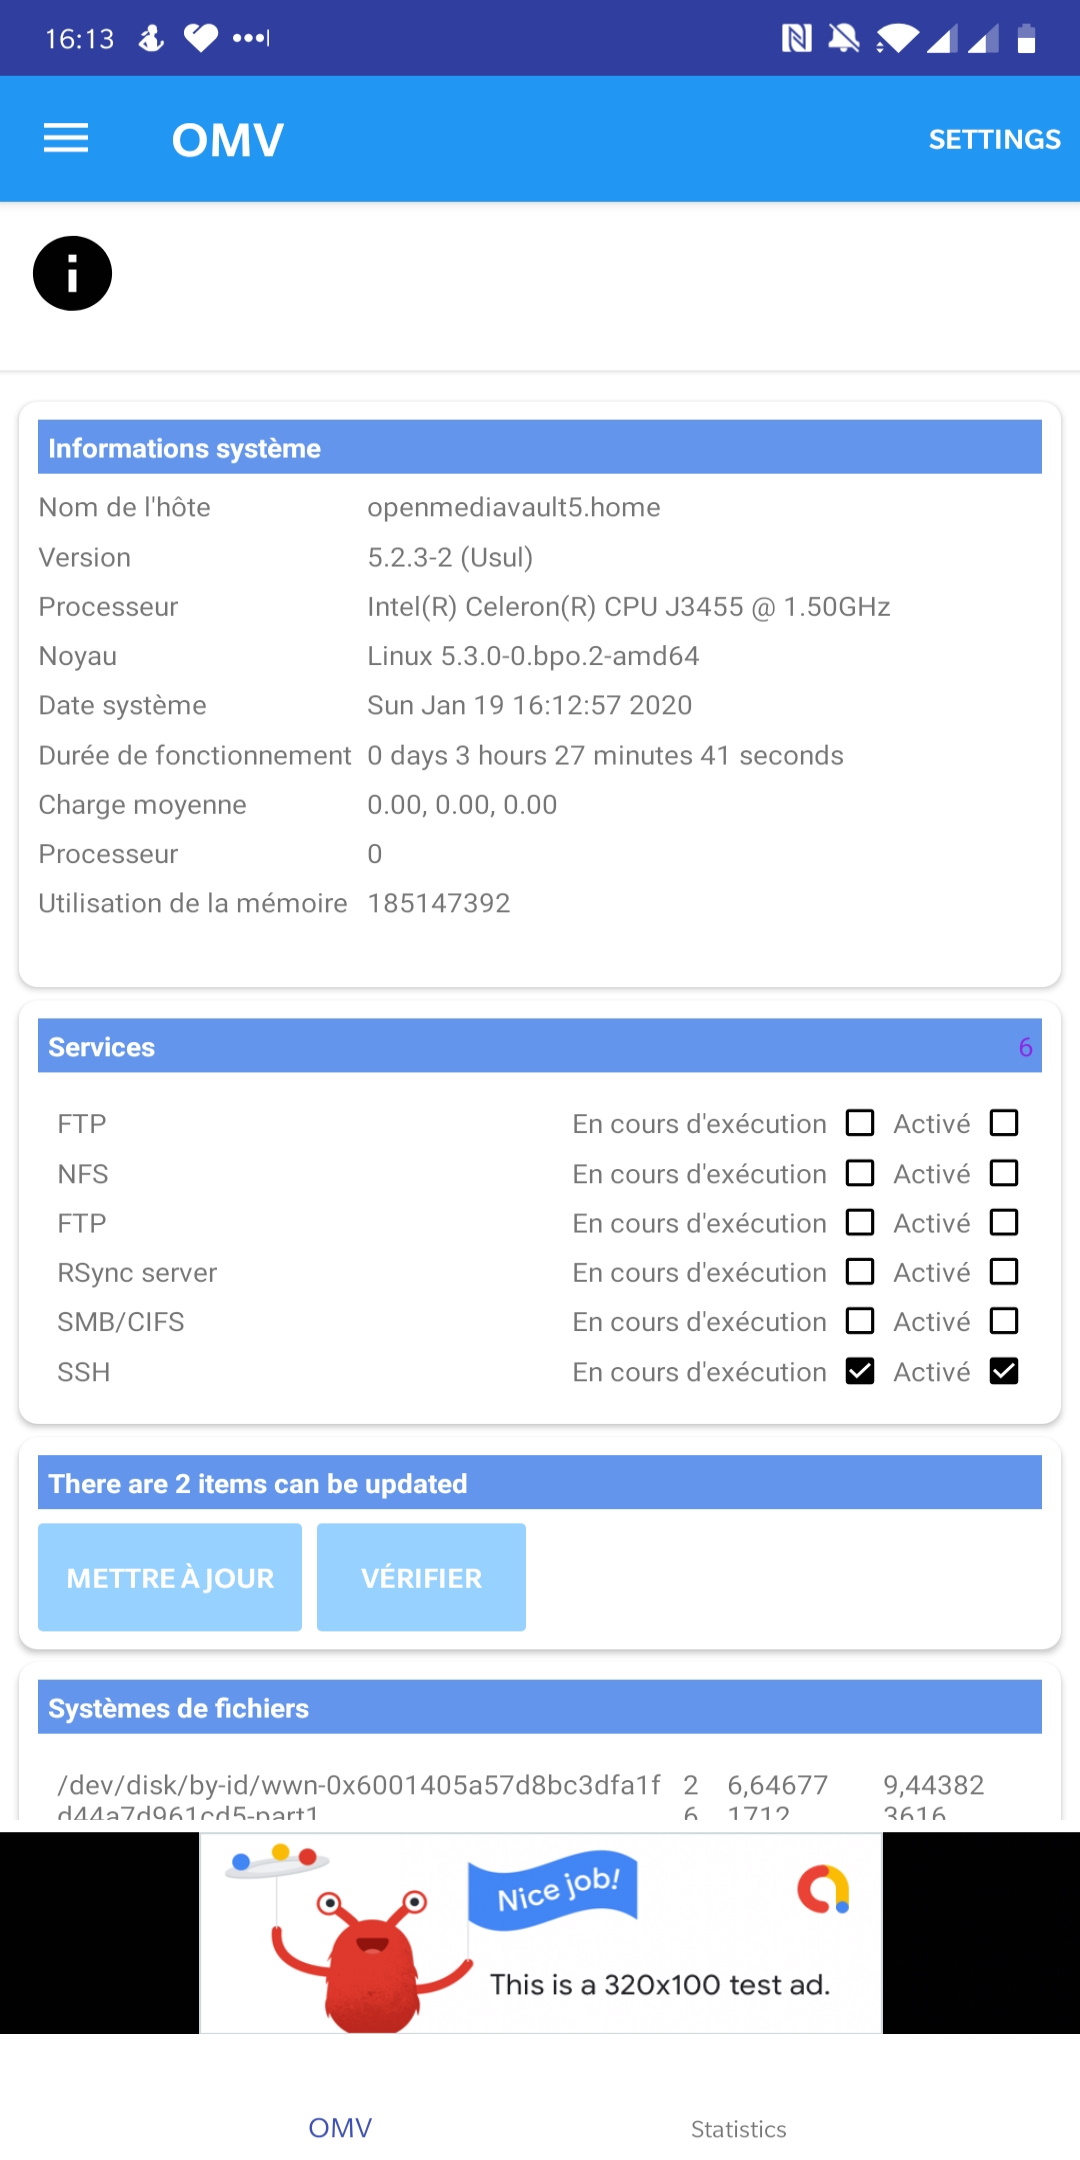 16:13
OMV
SETTINGS
Informations système
Nom de l'hôte openmediavault5.home
Version 5.2.3-2 (Usul)
Processeur Intel(R) Celeron(R) CPU J3455 @ 1.50GHz
Noyau Linux 5.3.0-0.bpo.2-amd64
Date système Sun Jan 19 16:12:57 2020
Durée de fonctionnement 0 days 3 hours 27 minutes 41 seconds
Charge moyenne 0.00, 0.00, 0.00
Processeur 0
Utilisation de la mémoire 185147392
Services 6
FTP En cours d'exécution Activé
NFS En cours d'exécution Activé
FTP En cours d'exécution Activé
RSync server En cours d'exécution Activé
SMB/CIFS En cours d'exécution Activé
SSH En cours d'exécution Activé
There are 2 items can be updated
METTRE À JOUR VÉRIFIER
Systèmes de fichiers
/dev/disk/by-id/wwn-0x6001405a57d8bc3dfa1f 2 6,64677 9,44382
d44a7d961cd5-part1 6 1712 3616
Nice job!
This is a 320x100 test ad.
OMV Statistics